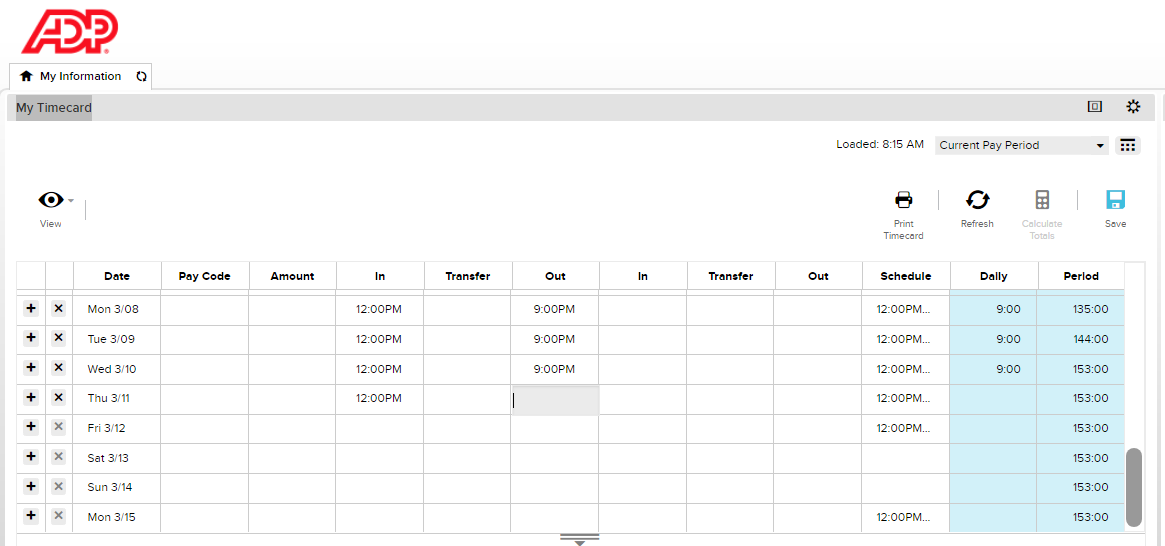 ADP
My Information
My Timecard
Loaded: 8:15 AM Current Pay Period
View Print Timecard Refresh Calculate Totals Save
Date Pay Code Amount In Transfer Out In Transfer Out Schedule Daily Period
Mon 3/08 12:00PM 9:00PM 12:00PM... 9:00 135:00
Tue 3/09 12:00PM 9:00PM 12:00PM... 9:00 144:00
Wed 3/10 12:00PM 9:00PM 12:00PM... 9:00 153:00
Thu 3/11 12:00PM 12:00PM... 153:00
Fri 3/12 12:00PM... 153:00
Sat 3/13 153:00
Sun 3/14 153:00
Mon 3/15 12:00PM... 153:00